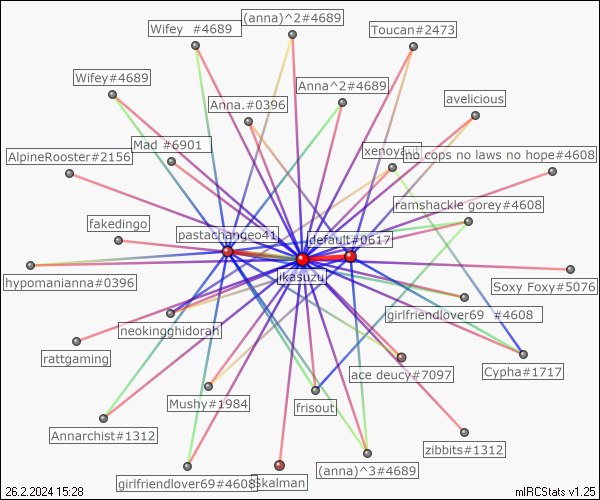 (anna)^2#4689
Wifey  #4689
Toucan#2473
Wifey#4689
Anna^2#4689
Anna.#0396
avelicious
Mad #6901
AlpineRooster#2156
no cops no laws no hope#4608
ramshackle gorey#4608
fakedingo
pastachangeo41
default#0617
hypomanianna#0396
ikasuzu
Soxy Foxy#5076
neokingghidorah
girlfriendlover69  #4608
rattgaming
ace deucy#7097
Cypha#1717
Mushy#1984
frisout
Annarchist#1312
zibbits#1312
girlfriendlover69#4608
Skalman
(anna)^3#4689
26.2.2024 15:28
mIRCStats v1.25